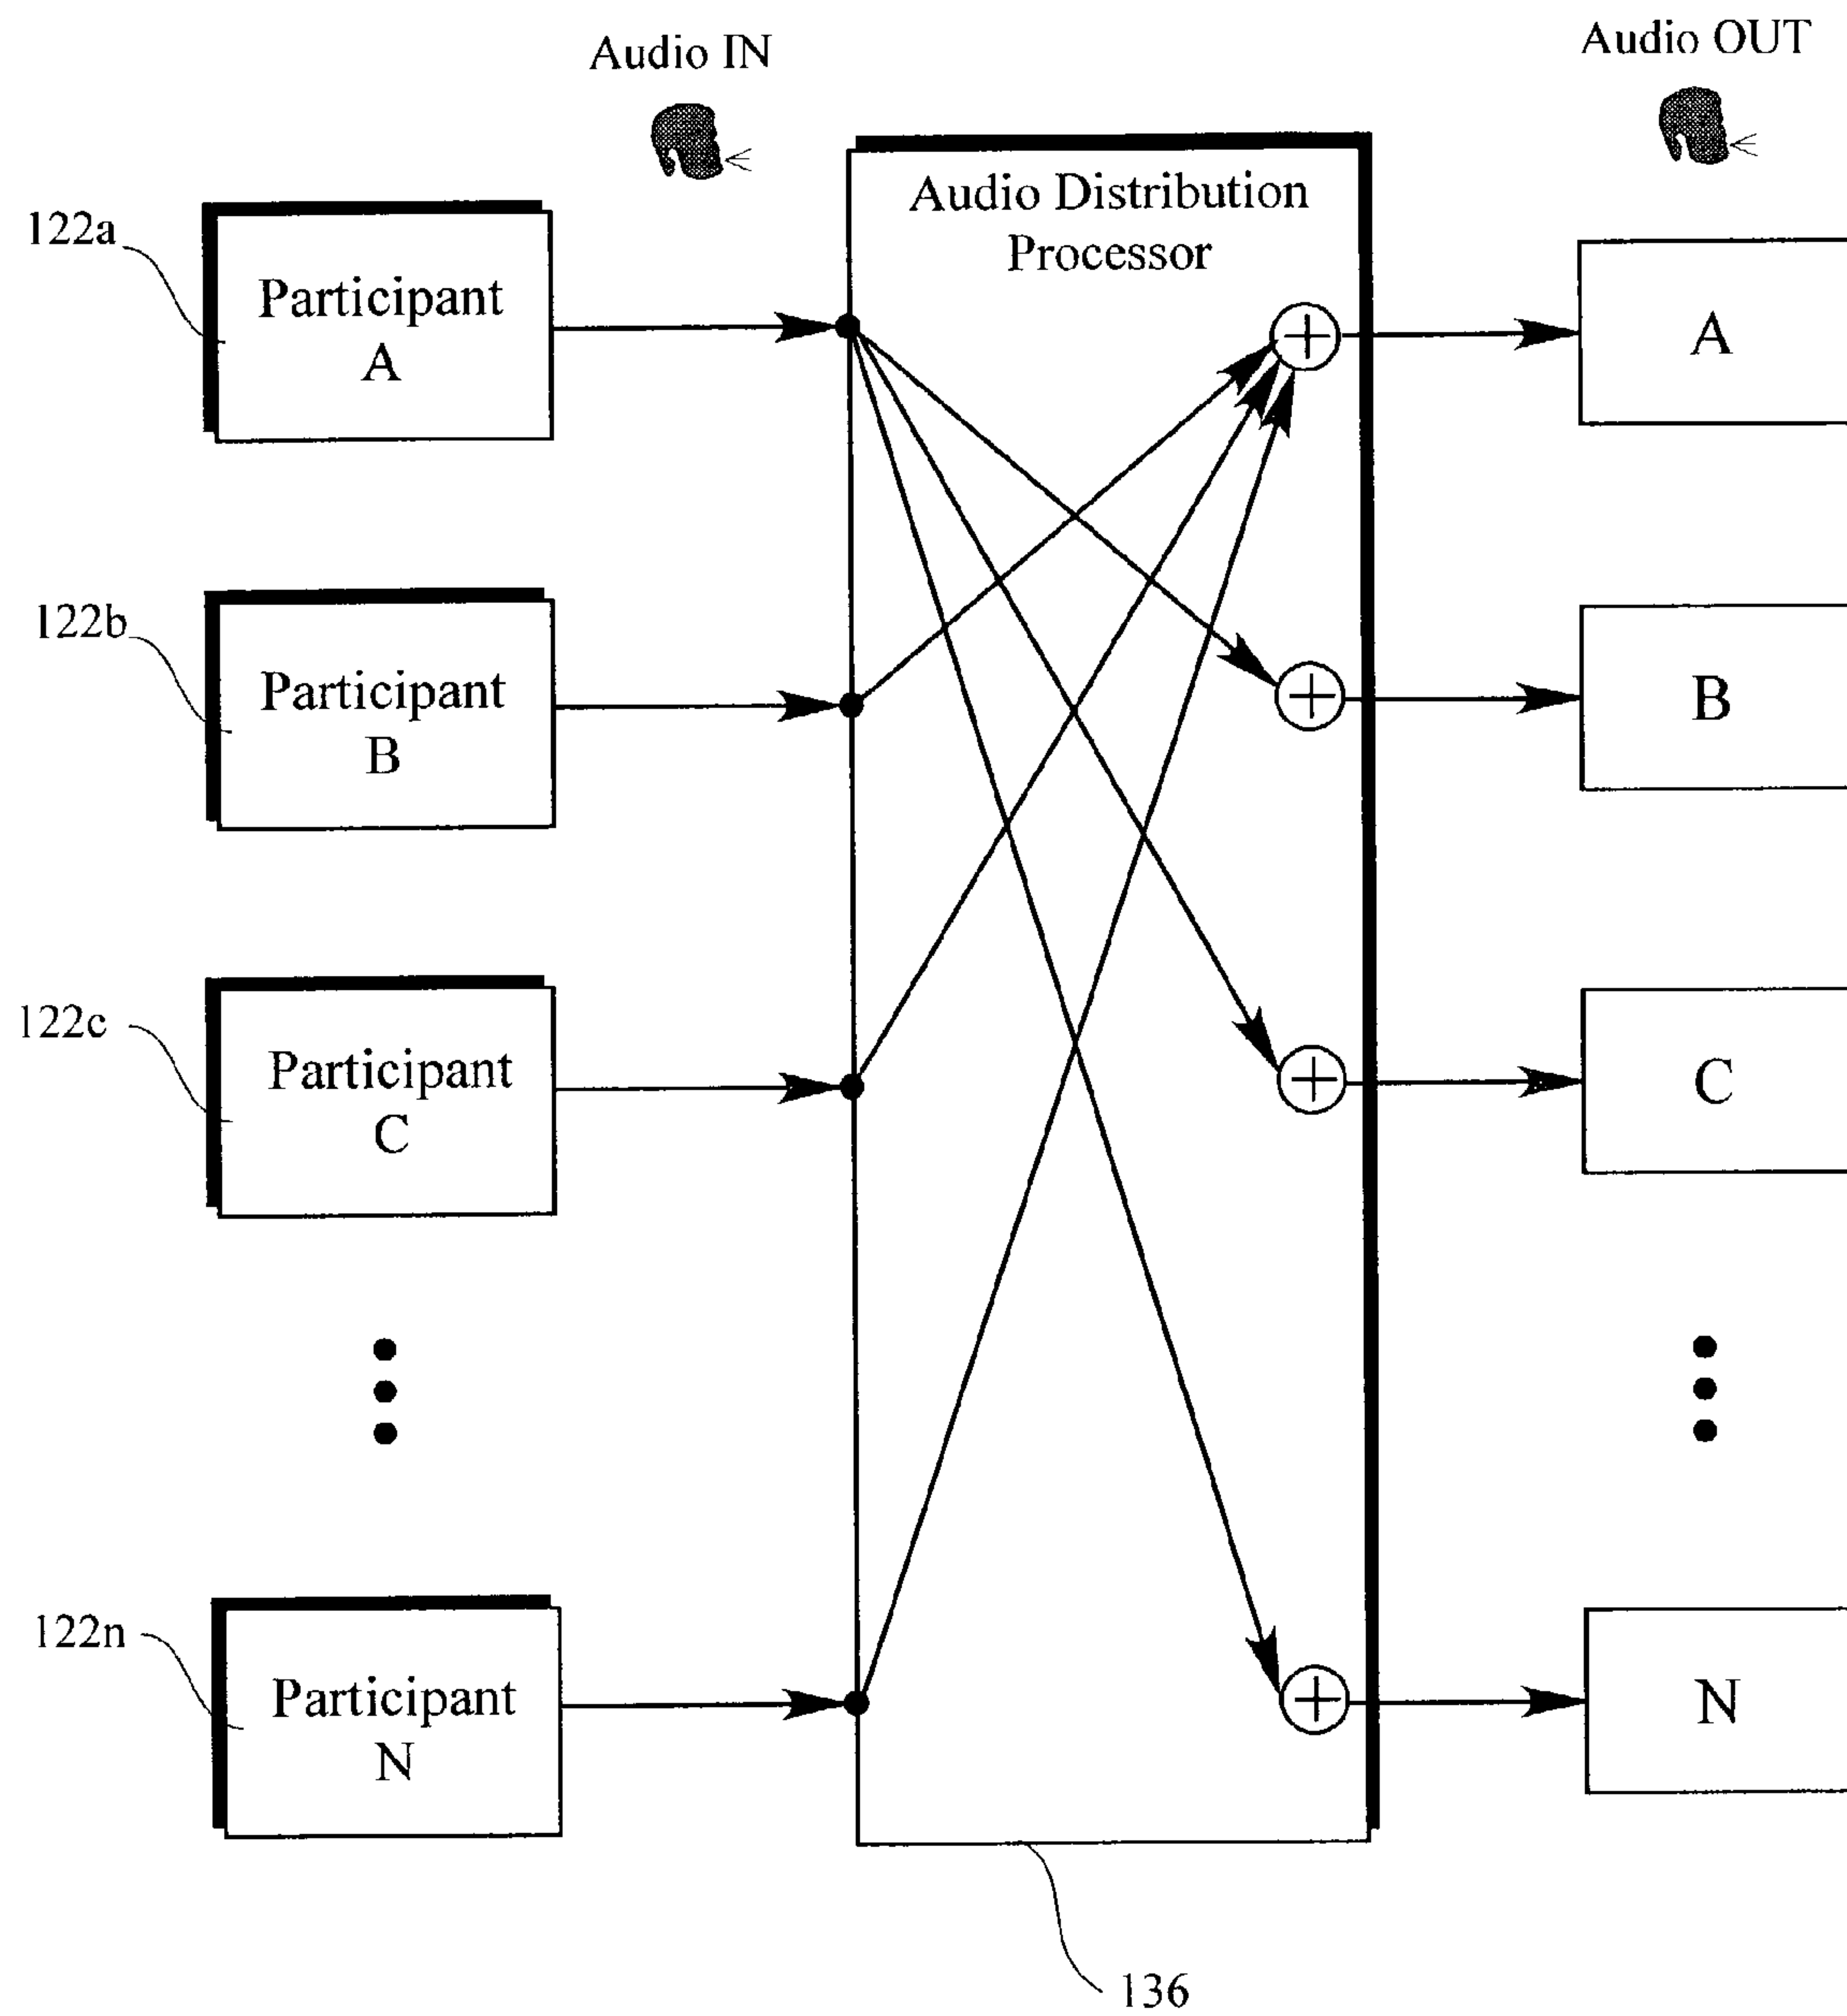 Audio IN
Audio OUT
Audio Distribution
Processor
122a
Participant
A
A
122b
Participant
B
B
122c
Participant
C
C
122n
Participant
N
N
136